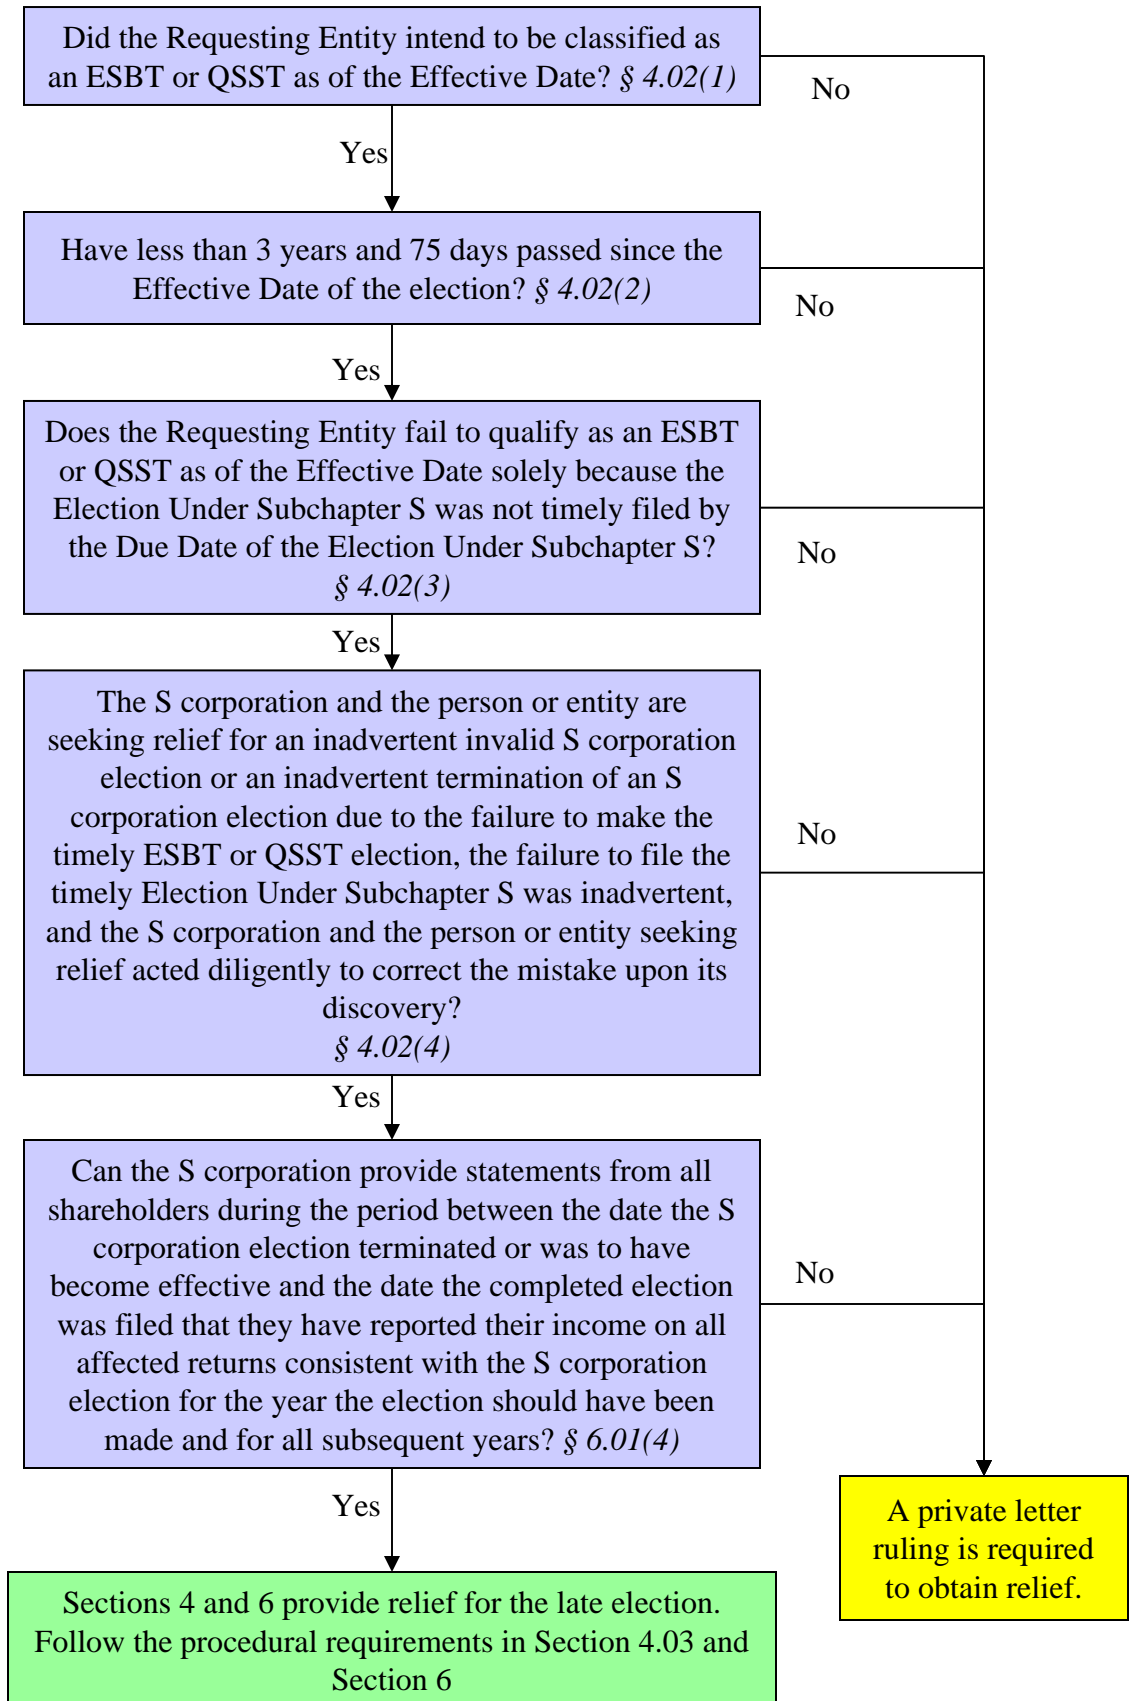 Did the Requesting Entity intend to be classified as
an ESBT or QSST as of the Effective Date? § 4.02(1)
No
Yes
Have less than 3 years and 75 days passed since the
Effective Date of the election? § 4.02(2)
No
Yes
Does the Requesting Entity fail to qualify as an ESBT
or QSST as of the Effective Date solely because the
Election Under Subchapter S was not timely filed by
the Due Date of the Election Under Subchapter S?
§ 4.02(3)
No
Yes
The S corporation and the person or entity are
seeking relief for an inadvertent invalid S corporation
election or an inadvertent termination of an S
corporation election due to the failure to make the
timely ESBT or QSST election, the failure to file the
timely Election Under Subchapter S was inadvertent,
and the S corporation and the person or entity seeking
relief acted diligently to correct the mistake upon its
discovery?
§ 4.02(4)
No
Yes
Can the S corporation provide statements from all
shareholders during the period between the date the S
corporation election terminated or was to have
become effective and the date the completed election
was filed that they have reported their income on all
affected returns consistent with the S corporation
election for the year the election should have been
made and for all subsequent years? § 6.01(4)
No
Yes
A private letter
ruling is required
to obtain relief.
Sections 4 and 6 provide relief for the late election.
Follow the procedural requirements in Section 4.03 and
Section 6